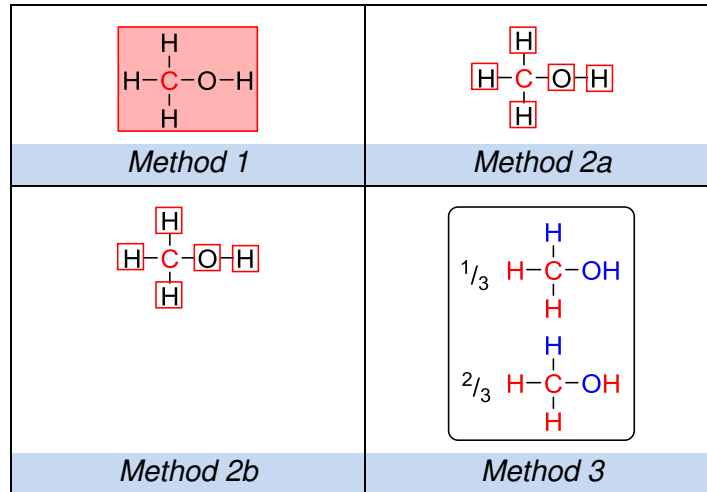 H
H–C–O–H
H
Method 1
H
H–C–O–H
H
Method 2a
H
H–C–O–H
H
Method 2b
H
1/3 H–C–OH
H
H
2/3 H–C–OH
H
Method 3